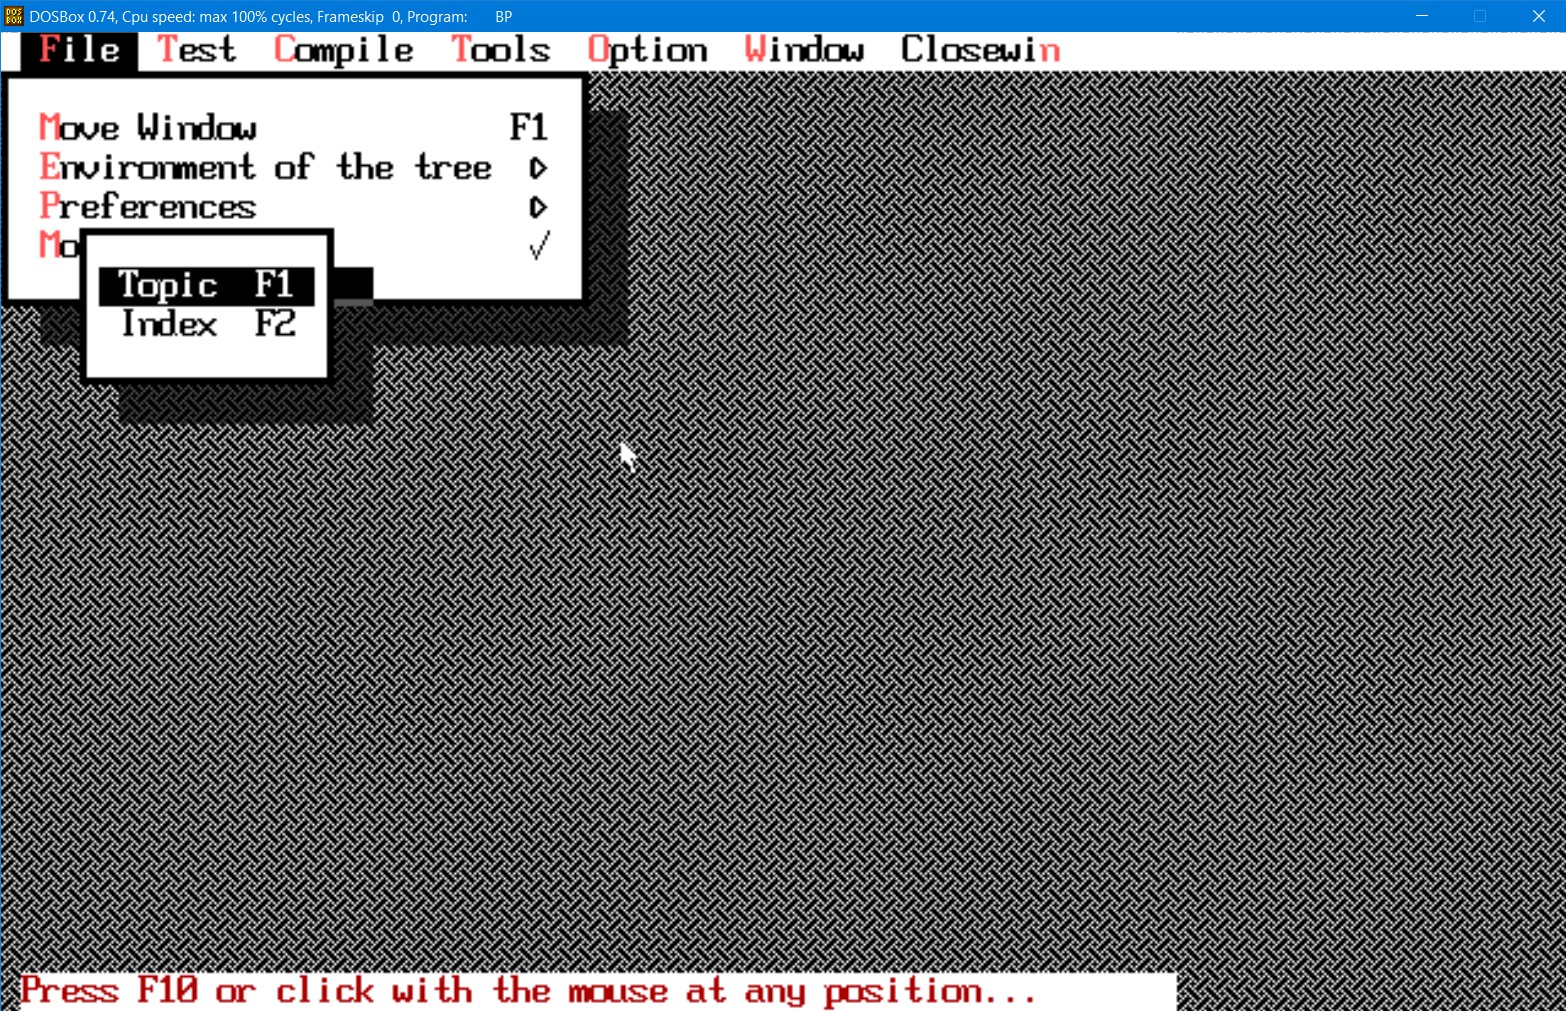 DOSBox 0.74, Cpu speed: max 100% cycles, Frameskip 0, Program: BP
File Test Compile Tools Option Window Closewin
Move Window F1
Environment of the tree
Preferences
Mo √
Topic F1
Index F2
Press F10 or click with the mouse at any position...